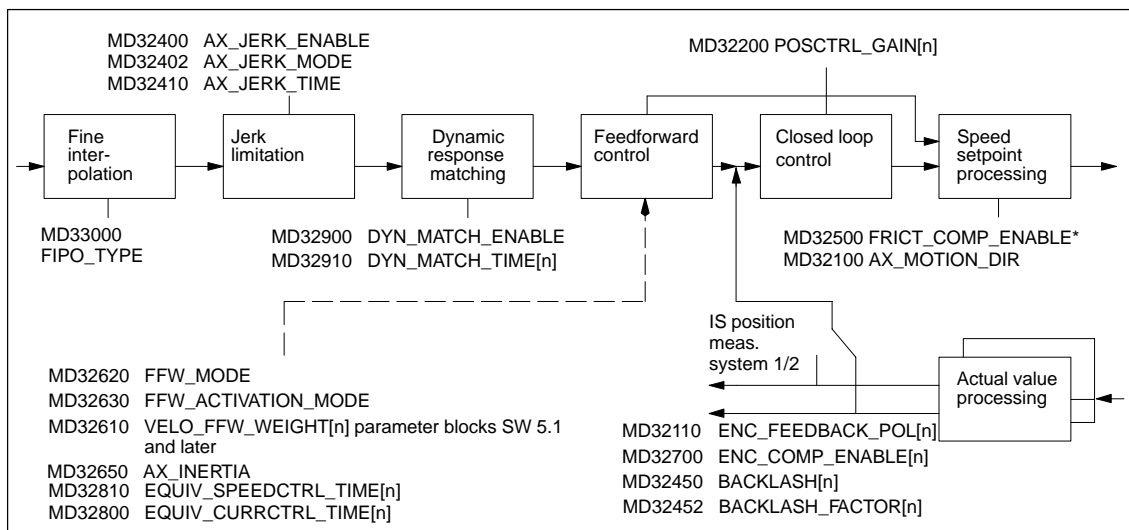 MD32400 AX_JERK_ENABLE
MD32402 AX_JERK_MODE
MD32410 AX_JERK_TIME
MD32200 POSCTRL_GAIN[n]
Fine
inter-
polation
Jerk
limitation
Dynamic
response
matching
Feedforward
control
Closed loop
control
Speed
setpoint
processing
MD33000
FIPO_TYPE
MD32900 DYN_MATCH_ENABLE
MD32910 DYN_MATCH_TIME[n]
MD32500 FRICT_COMP_ENABLE*
MD32100 AX_MOTION_DIR
IS position
meas.
system 1/2
Actual value
processing
MD32620 FFW_MODE
MD32630 FFW_ACTIVATION_MODE
MD32610 VELO_FFW_WEIGHT[n] parameter blocks SW 5.1
and later
MD32650 AX_INERTIA
MD32810 EQUIV_SPEEDCTRL_TIME[n]
MD32800 EQUIV_CURRCTRL_TIME[n]
MD32110 ENC_FEEDBACK_POL[n]
MD32700 ENC_COMP_ENABLE[n]
MD32450 BACKLASH[n]
MD32452 BACKLASH_FACTOR[n]